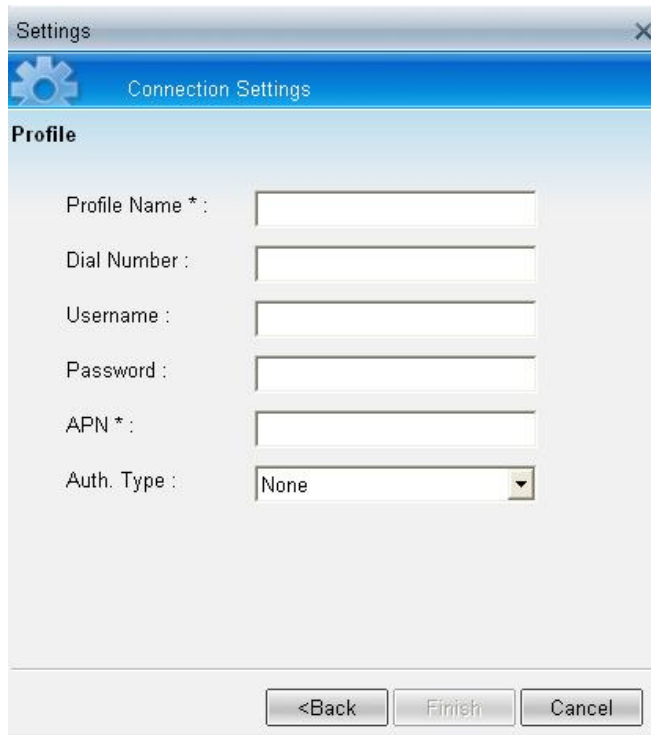 Settings
Connection Settings
Profile
Profile Name * :
Dial Number :
Username :
Password :
APN * :
Auth. Type :
None
<Back
Finish
Cancel